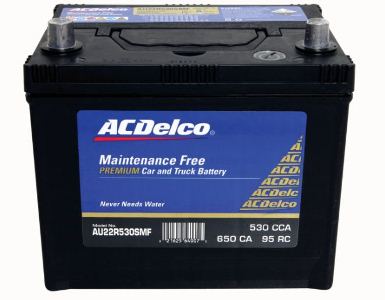 AU22R530SMF
ACDelco
Maintenance Free
PREMIUM Car and Truck Battery
Never Needs Water
Model No.
AU22R530SMF
530 CCA
650 CA 95 RC
ACDelco
ACDelco
ACDelco
ACDelco